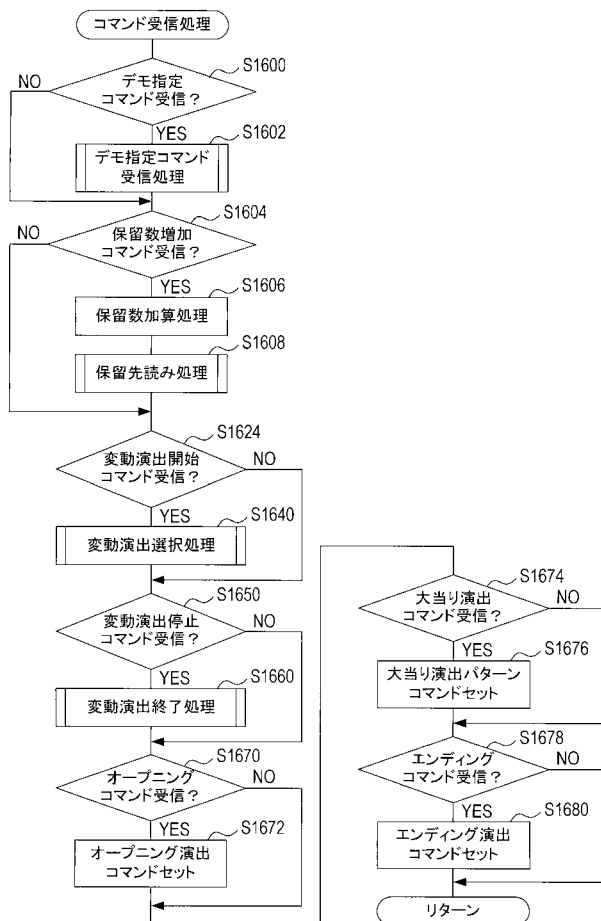 コマンド受信処理
S1600
デモ指定
コマンド受信？
NO
YES
S1602
デモ指定コマンド
受信処理
S1604
保留数増加
コマンド受信？
NO
YES
S1606
保留数加算処理
S1608
保留先読み処理
S1624
変動演出開始
コマンド受信？
NO
YES
S1640
変動演出選択処理
S1650
変動演出停止
コマンド受信？
NO
YES
S1660
変動演出終了処理
S1670
オープニング
コマンド受信？
NO
YES
S1672
オープニング演出
コマンドセット
S1674
大当り演出
コマンド受信？
NO
YES
S1676
大当り演出パターン
コマンドセット
S1678
エンディング
コマンド受信？
NO
YES
S1680
エンディング演出
コマンドセット
リターン